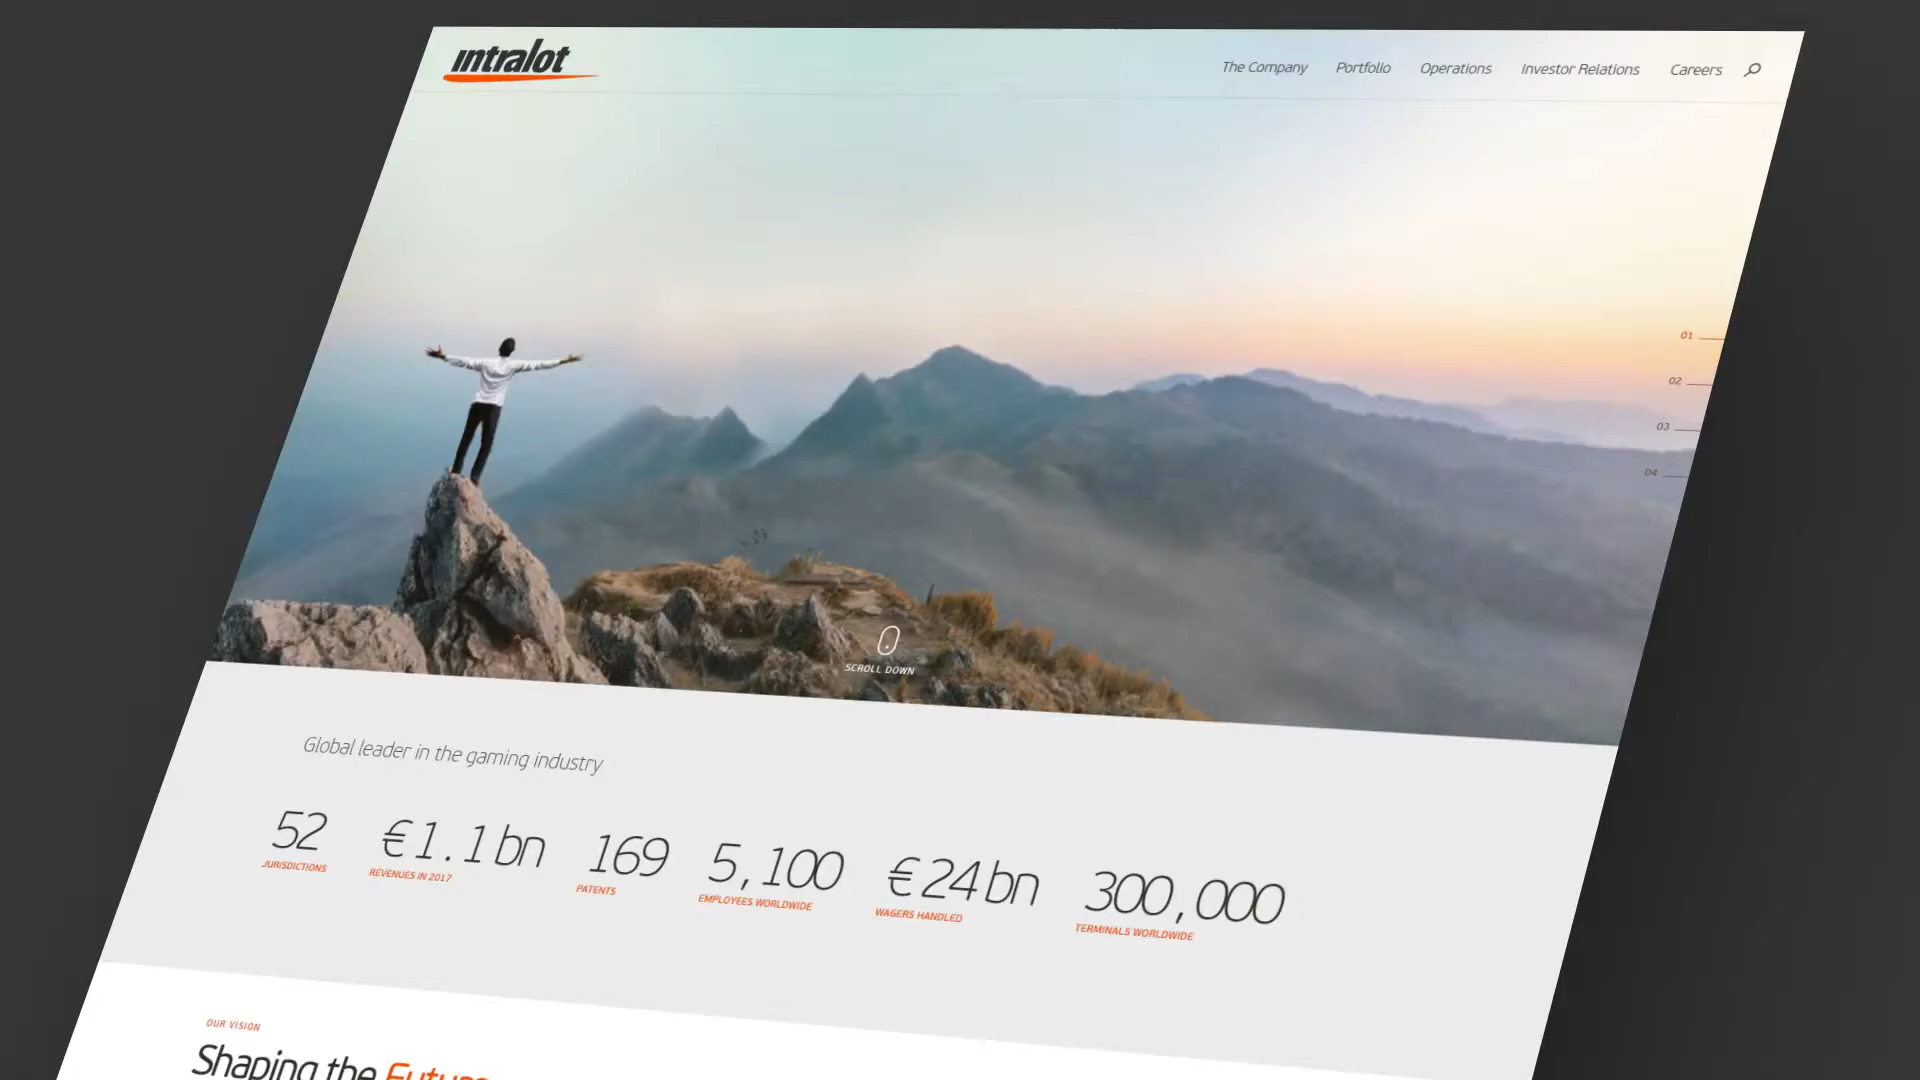 intralot
The Company Portfolio Operations Investor Relations Careers
01
02
03
04
SCROLL DOWN
Global leader in the gaming industry
52 €1.1bn 169 5,100 €24bn 300,000
JURISDICTIONS REVENUES IN 2017 PATENTS EMPLOYEES WORLDWIDE WAGERS HANDLED TERMINALS WORLDWIDE
OUR VISION
Shaping the Future